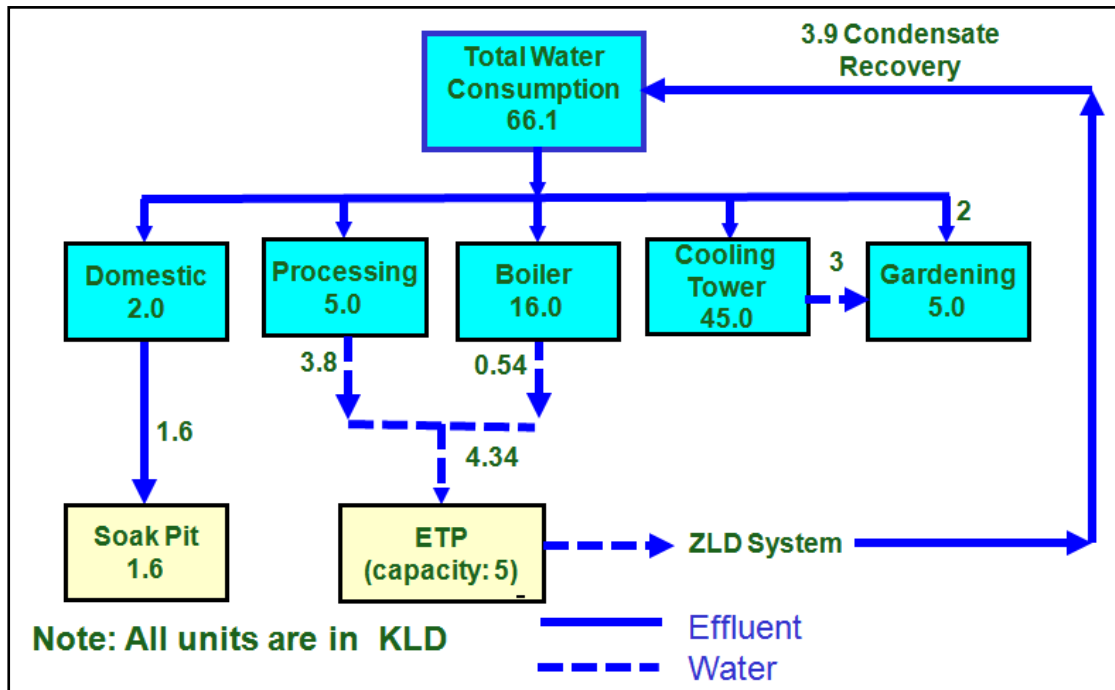 3.9 Condensate
Recovery
Total Water
Consumption
66.1
2
Domestic
2.0
Processing
5.0
Boiler
16.0
Cooling
Tower
45.0
3
Gardening
5.0
3.8
0.54
1.6
4.34
Soak Pit
1.6
ETP
(capacity: 5)
ZLD System
Note: All units are in KLD
Effluent
Water